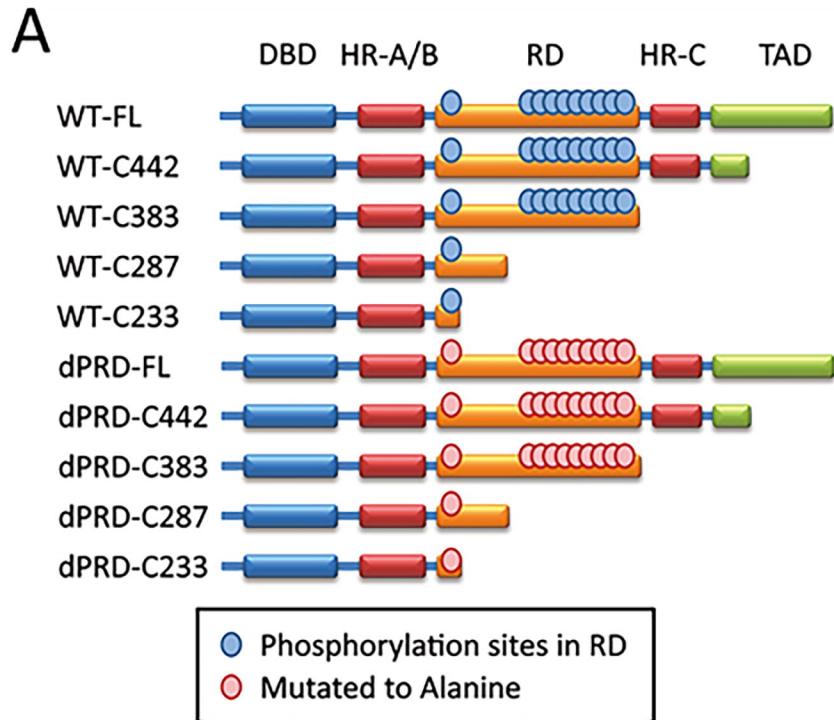 A
DBD HR-A/B RD HR-C TAD
WT-FL
WT-C442
WT-C383
WT-C287
WT-C233
dPRD-FL
dPRD-C442
dPRD-C383
dPRD-C287
dPRD-C233
Phosphorylation sites in RD
Mutated to Alanine